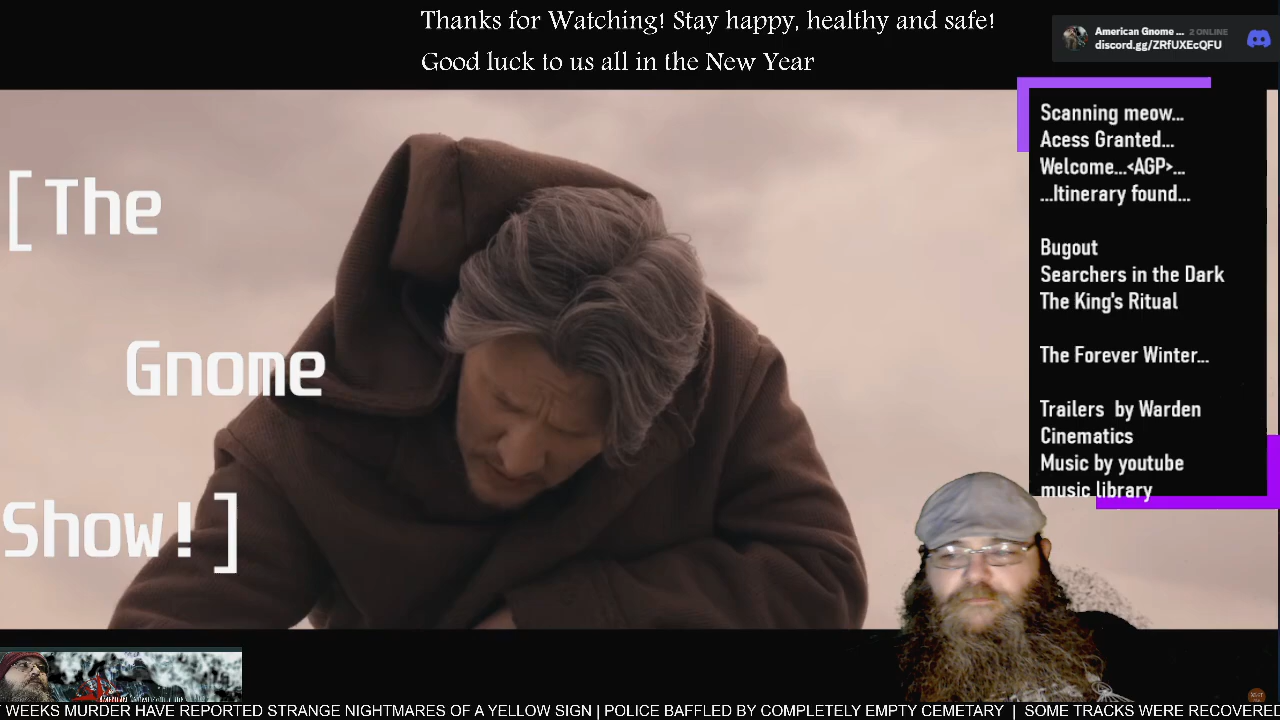 Thanks for Watching! Stay happy, healthy and safe!
Good luck to us all in the New Year
American Gnome ... 2 ONLINE
discord.gg/ZRfUXEcQFU
Scanning meow...
Acess Granted...
Welcome...<AGP>...
...Itinerary found...
Bugout
Searchers in the Dark
The King's Ritual
The Forever Winter...
Trailers by Warden
Cinematics
Music by youtube
music library
[The
Gnome
Show!]
WEEKS MURDER HAVE REPORTED STRANGE NIGHTMARES OF A YELLOW SIGN | POLICE BAFFLED BY COMPLETELY EMPTY CEMETARY | SOME TRACKS WERE RECOVERED